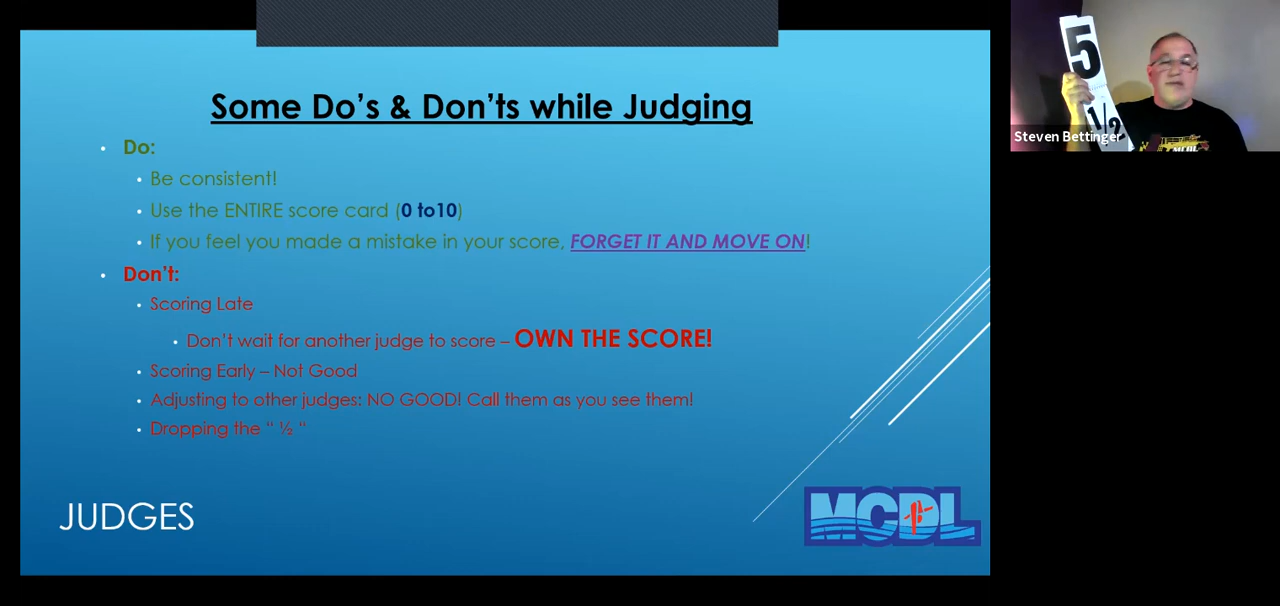 Some Do's & Don'ts while Judging
Do:
Be consistent!
Use the ENTIRE score card (0 to10)
If you feel you made a mistake in your score, FORGET IT AND MOVE ON!
Don't:
Scoring Late
Don't wait for another judge to score – OWN THE SCORE!
Scoring Early – Not Good
Adjusting to other judges: NO GOOD! Call them as you see them!
Dropping the “ ½ “
JUDGES
MCDL
5
1/2
Steven Bettinger
MCDL